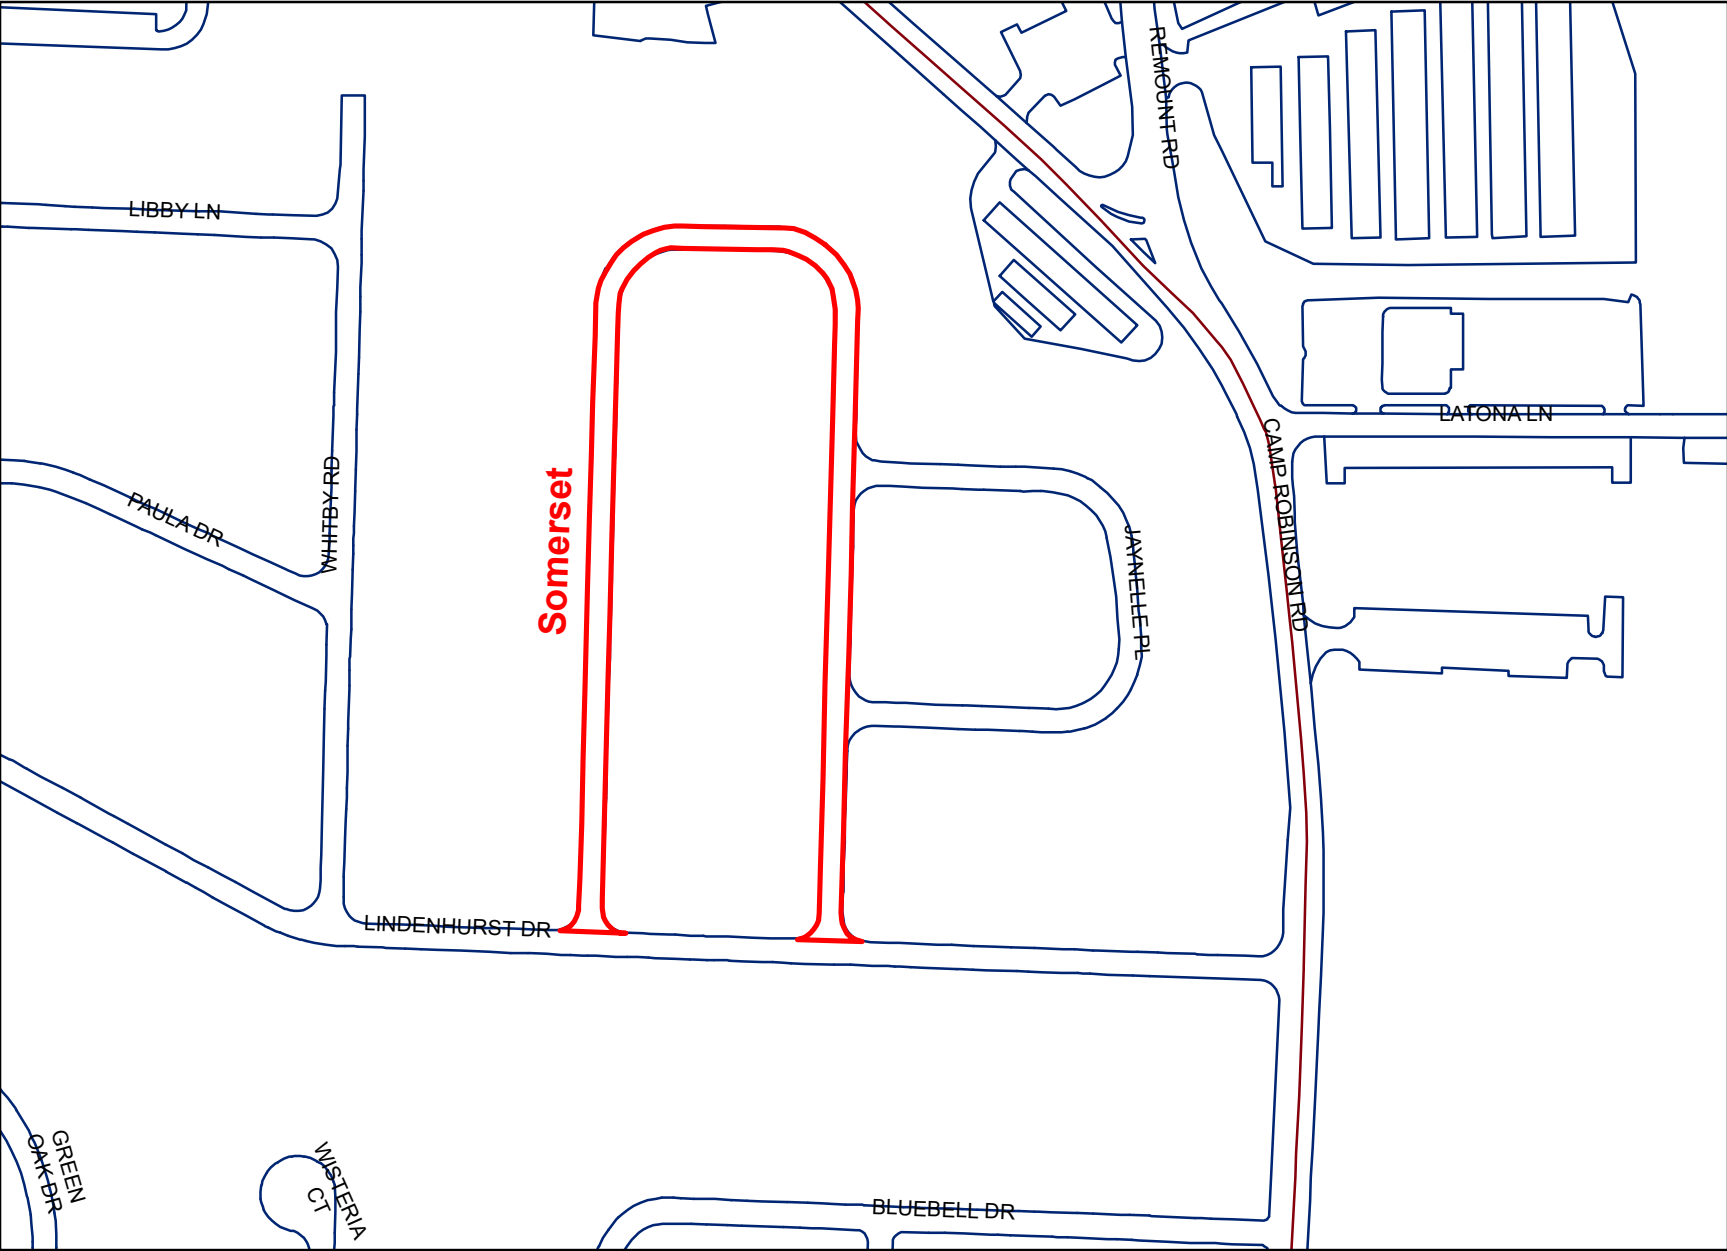 REMOUNT RD
LIBBY LN
LATONA LN
CAMP ROBINSON RD
WHITBY RD
Somerset
PAULA DR
JAYNELLE PL
LINDENHURST DR
GREEN
OAK DR
WISTERIA
CT
BLUEBELL DR